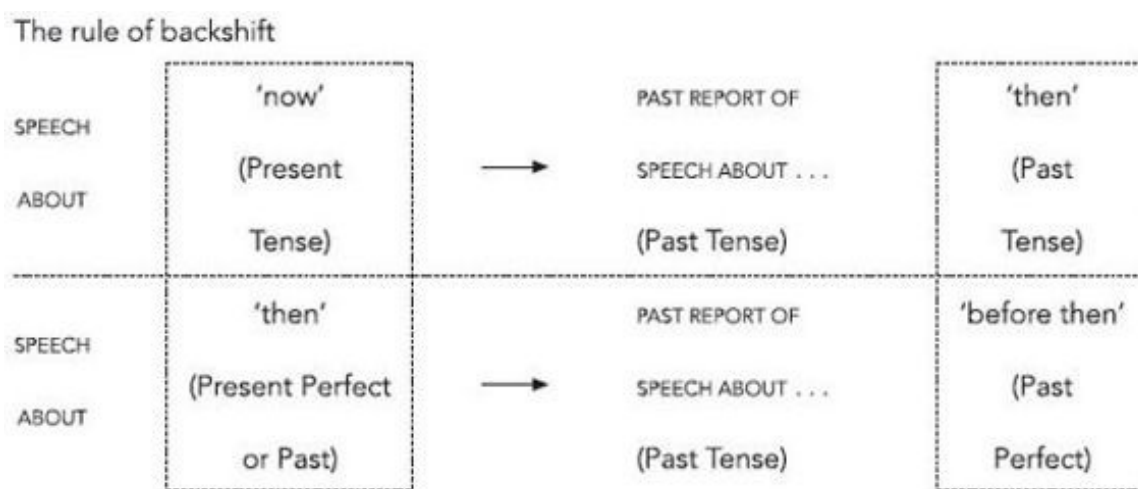 The rule of backshift
'now' PAST REPORT OF 'then'
SPEECH
(Present SPEECH ABOUT . . . (Past
ABOUT
Tense) (Past Tense) Tense)
'then' PAST REPORT OF 'before then'
SPEECH
(Present Perfect SPEECH ABOUT . . . (Past
ABOUT
or Past) (Past Tense) Perfect)